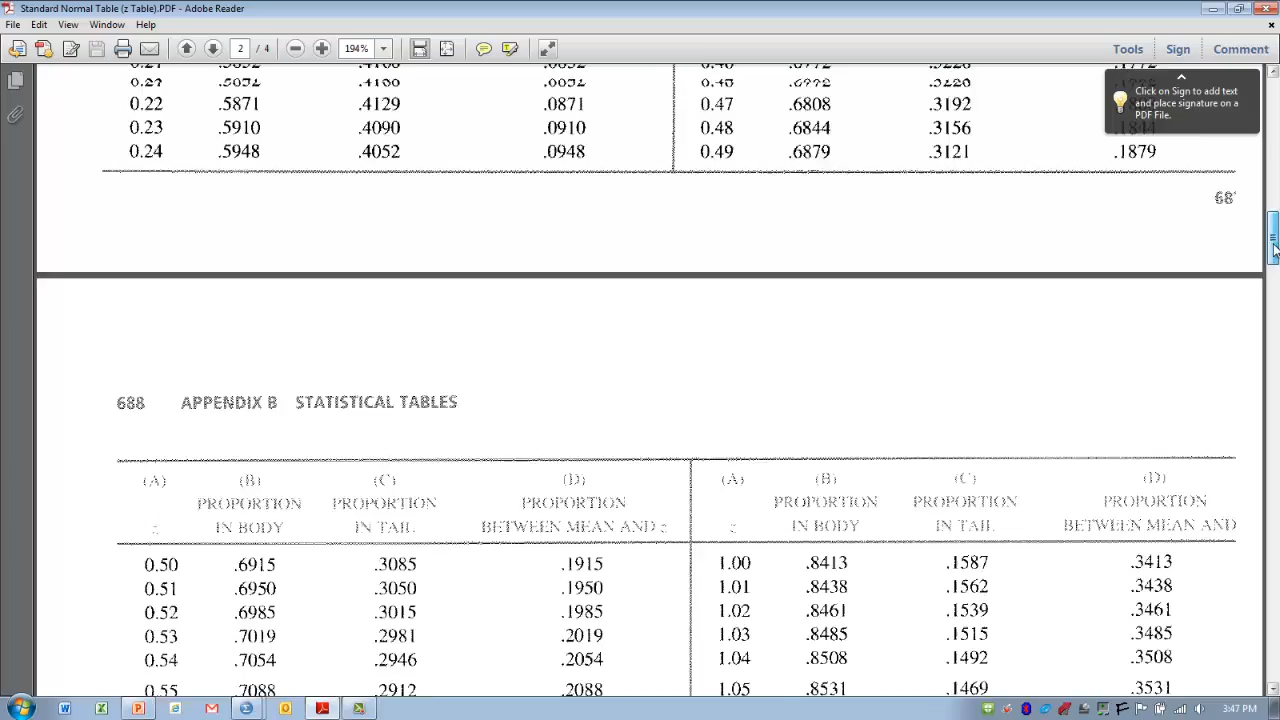 Standard Normal Table (z Table).PDF - Adobe Reader
File Edit View Window Help
2 / 4 194% Tools Sign Comment
Click on Sign to add text
and place signature on a
PDF File.
0.22 .5871 .4129 .0871 0.47 .6808 .3192
0.23 .5910 .4090 .0910 0.48 .6844 .3156 .1844
0.24 .5948 .4052 .0948 0.49 .6879 .3121 .1879
688 APPENDIX B STATISTICAL TABLES
(A) (B) (C) (D) (A) (B) (C) (D)
PROPORTION PROPORTION PROPORTION PROPORTION PROPORTION PROPORTION
z IN BODY IN TAIL BETWEEN MEAN AND z z IN BODY IN TAIL BETWEEN MEAN AND
0.50 .6915 .3085 .1915 1.00 .8413 .1587 .3413
0.51 .6950 .3050 .1950 1.01 .8438 .1562 .3438
0.52 .6985 .3015 .1985 1.02 .8461 .1539 .3461
0.53 .7019 .2981 .2019 1.03 .8485 .1515 .3485
0.54 .7054 .2946 .2054 1.04 .8508 .1492 .3508
0.55 .7088 .2912 .2088 1.05 .8531 .1469 .3531
3:47 PM